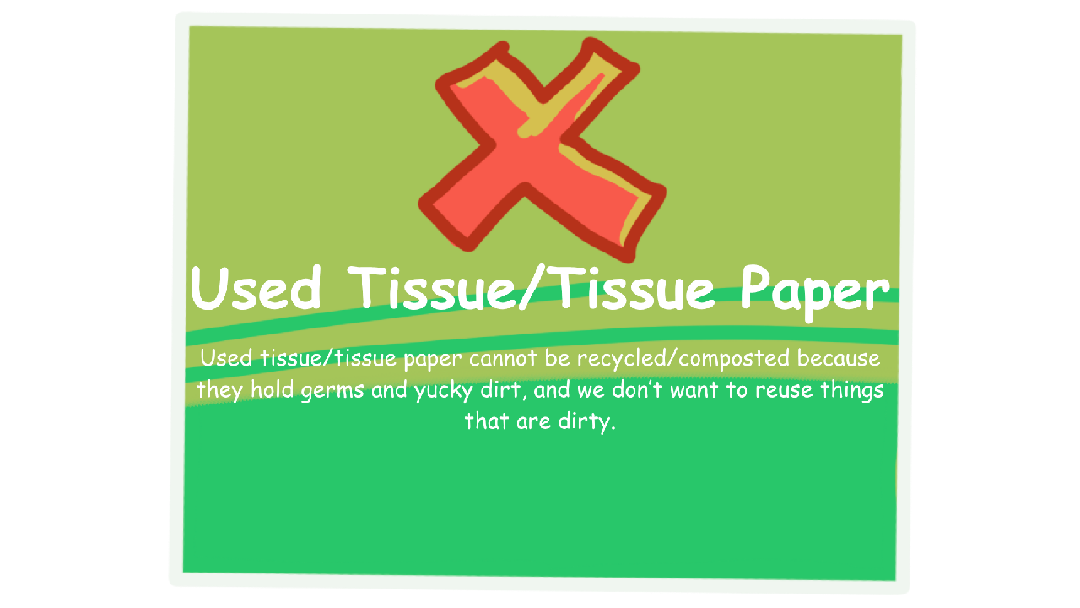 Used Tissue/Tissue Paper
Used tissue/tissue paper cannot be recycled/composted because
they hold germs and yucky dirt, and we don't want to reuse things
that are dirty.